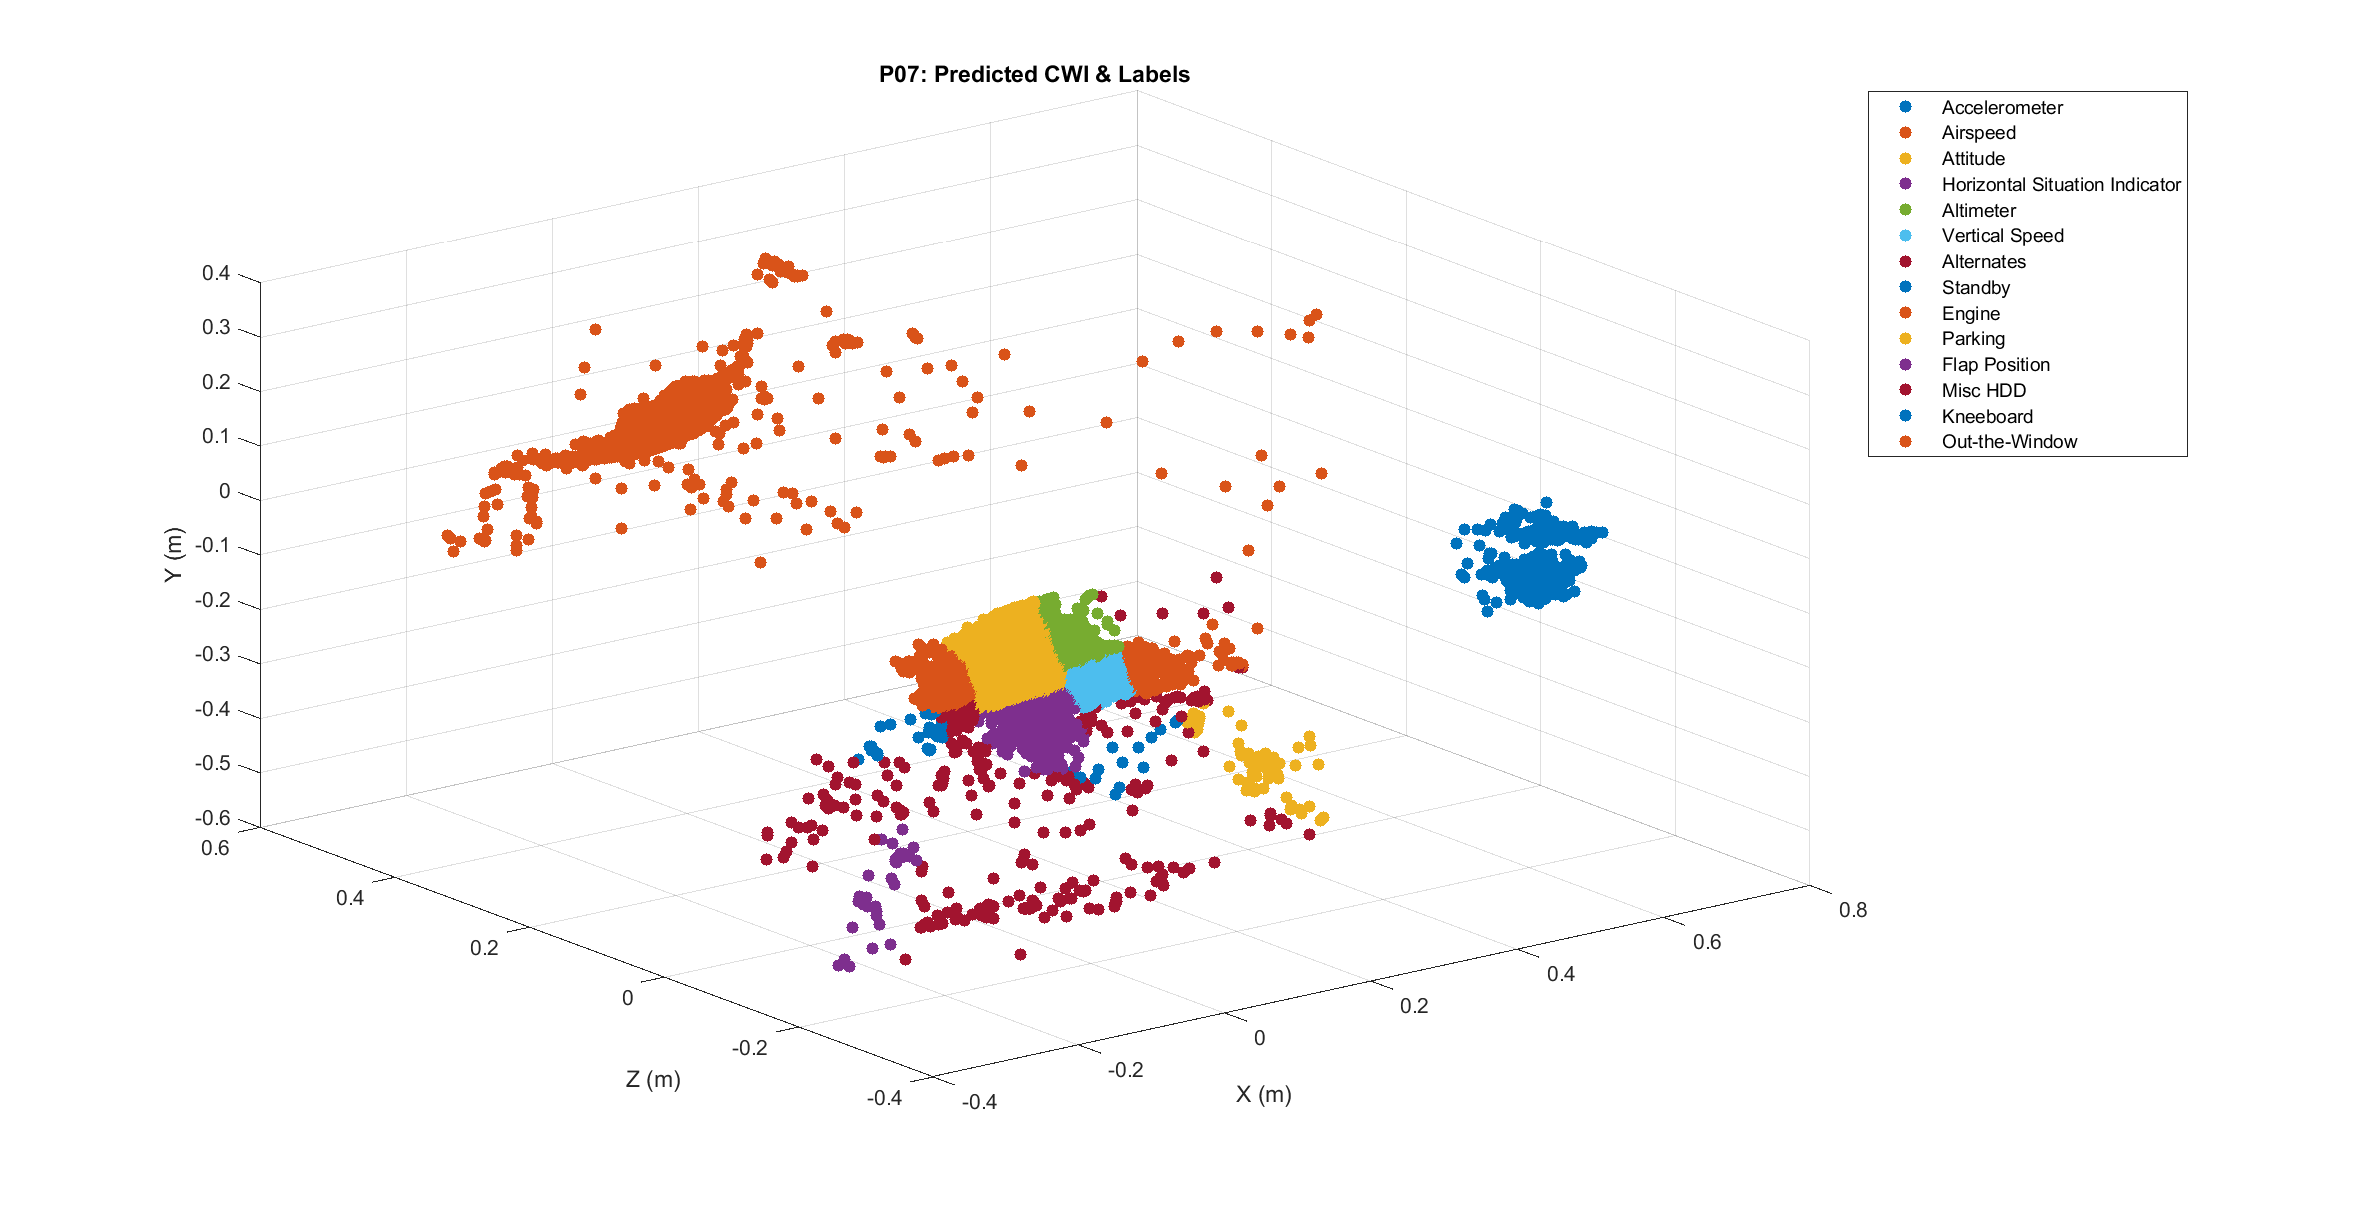 P07: Predicted CWI & Labels
Accelerometer
Airspeed
Attitude
Horizontal Situation Indicator
Altimeter
Vertical Speed
Alternates
Standby
Engine
Parking
Flap Position
Misc HDD
Kneeboard
Out-the-Window
Y (m)
0.4
0.3
0.2
0.1
0
-0.1
-0.2
-0.3
-0.4
-0.5
-0.6
0.6
0.4
0.2
0
-0.2
-0.4
Z (m)
-0.4
-0.2
0
0.2
0.4
0.6
0.8
X (m)